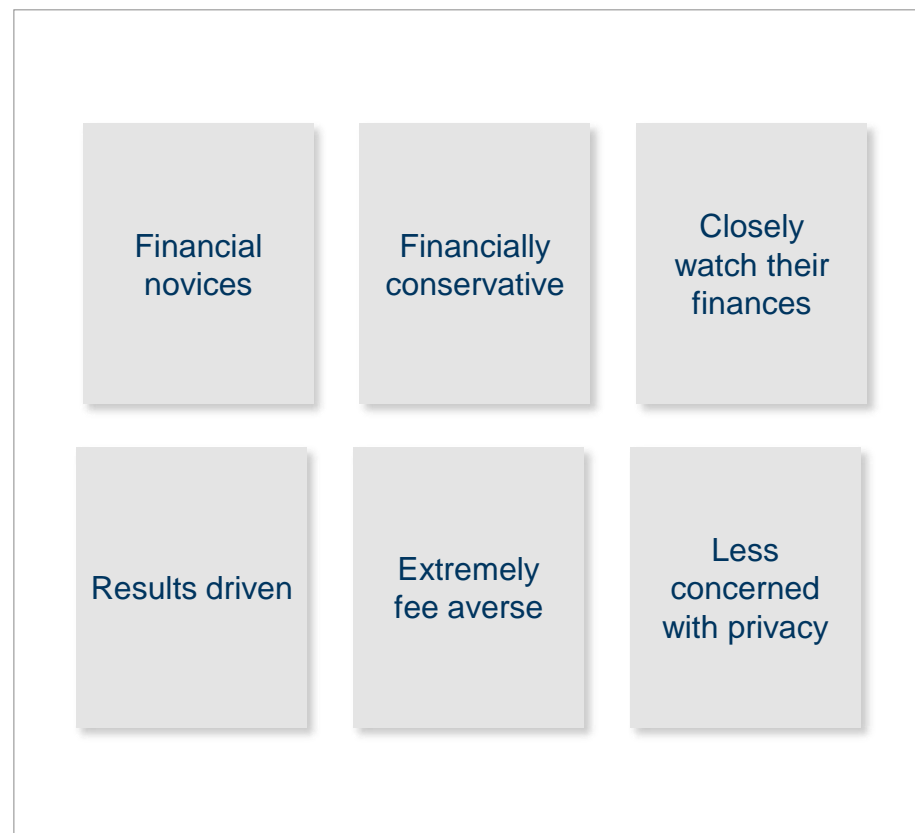 Financial
novices
Financially
conservative
Closely
watch their
finances
Results driven
Extremely
fee averse
Less
concerned
with privacy